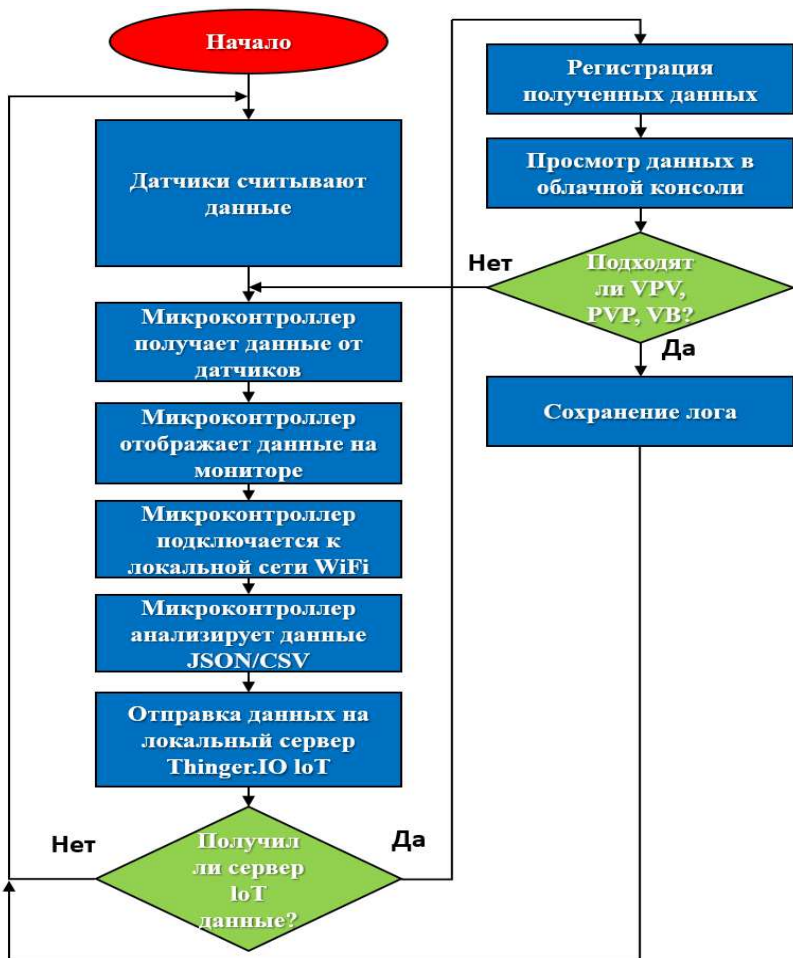 Начало
Датчики считывают
данные
Микроконтроллер
получает данные от
датчиков
Микроконтроллер
отображает данные на
мониторе
Микроконтроллер
подключается к
локальной сети WiFi
Микроконтроллер
анализирует данные
JSON/CSV
Отправка данных на
локальный сервер
Thinger.IO loT
Получил
ли сервер
loT
данные?
Нет
Да
Регистрация
полученных данных
Просмотр данных в
облачной консоли
Подходят
ли VPV,
PVP, VB?
Нет
Да
Сохранение лога